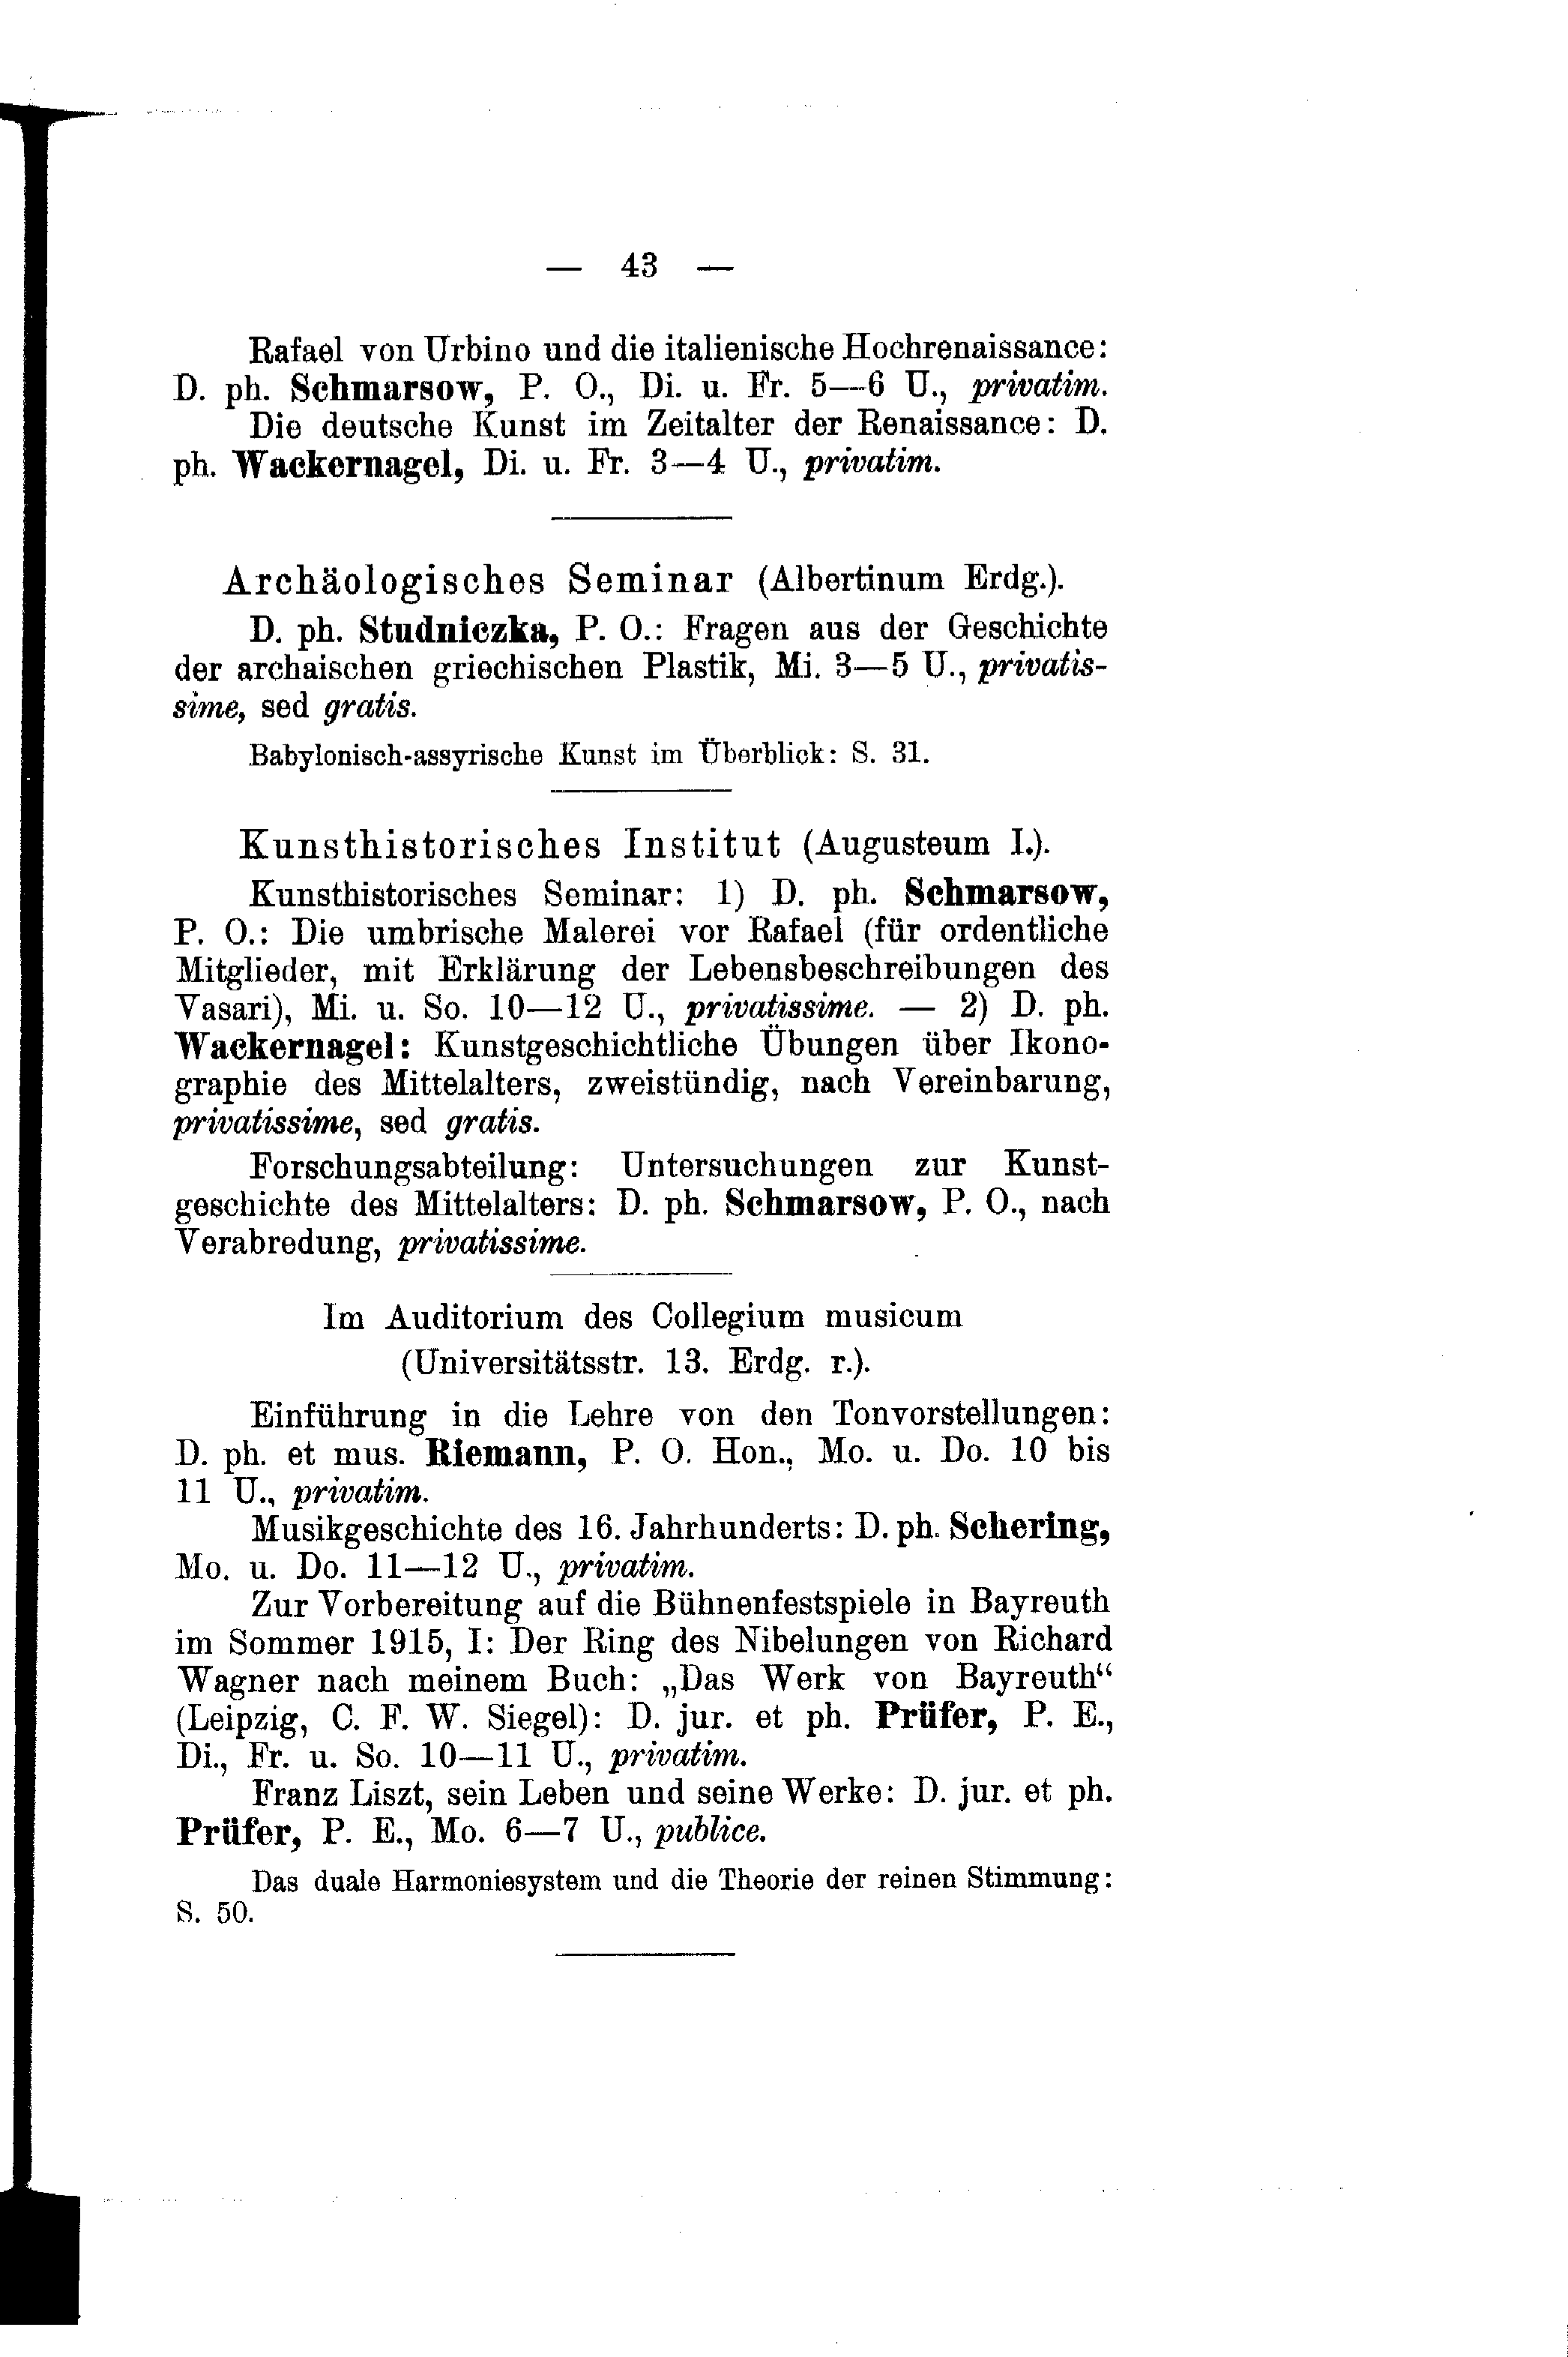 — 43 —
Rafael von Urbino und die italienische Hochrenaissance:
D. ph. Schmarsow, P. O., Di. u. Fr. 5—6 U., privatim.
Die deutsche Kunst im Zeitalter der Renaissance: D.
ph. Wackernagel, Di. u. Fr. 3—4 U., privatim.
Archäologisches Seminar (Albertinum Erdg.).
D. ph. Studniczka, P. O.: Fragen aus der Geschichte
der archaischen griechischen Plastik, Mi. 3—5 U., privatis-
sime, sed gratis.
Babylonisch-assyrische Kunst im Überblick: S. 31.
Kunsthistorisches Institut (Augusteum I.).
Kunsthistorisches Seminar: 1) D. ph. Schmarsow,
P. O.: Die umbrische Malerei vor Rafael (für ordentliche
Mitglieder, mit Erklärung der Lebensbeschreibungen des
Vasari), Mi. u. So. 10—12 U., privatissime. — 2) D. ph.
Wackernagel: Kunstgeschichtliche Übungen über Ikono-
graphie des Mittelalters, zweistündig, nach Vereinbarung,
privatissime, sed gratis.
Forschungsabteilung: Untersuchungen zur Kunst-
geschichte des Mittelalters: D. ph. Schmarsow, P. O., nach
Verabredung, privatissime.
Im Auditorium des Collegium musicum
(Universitätsstr. 13. Erdg. r.).
Einführung in die Lehre von den Tonvorstellungen:
D. ph. et mus. Riemann, P. O. Hon., Mo. u. Do. 10 bis
11 U., privatim.
Musikgeschichte des 16. Jahrhunderts: D. ph. Schering,
Mo. u. Do. 11—12 U., privatim.
Zur Vorbereitung auf die Bühnenfestspiele in Bayreuth
im Sommer 1915, I: Der Ring des Nibelungen von Richard
Wagner nach meinem Buch: „Das Werk von Bayreuth“
(Leipzig, C. F. W. Siegel): D. jur. et ph. Prüfer, P. E.,
Di., Fr. u. So. 10—11 U., privatim.
Franz Liszt, sein Leben und seine Werke: D. jur. et ph.
Prüfer, P. E., Mo. 6—7 U., publice.
Das duale Harmoniesystem und die Theorie der reinen Stimmung:
S. 50.